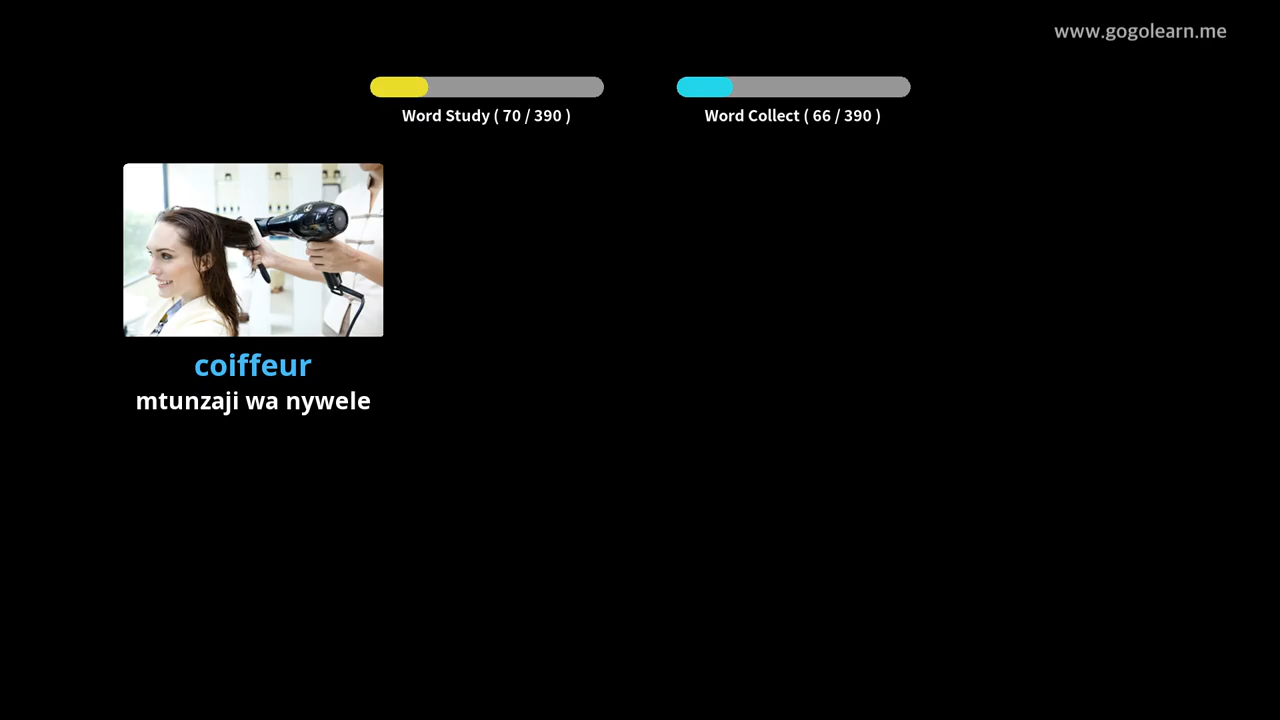 www.gogolearn.me
Word Study ( 70 / 390 )
Word Collect ( 66 / 390 )
coiffeur
mtunzaji wa nywele